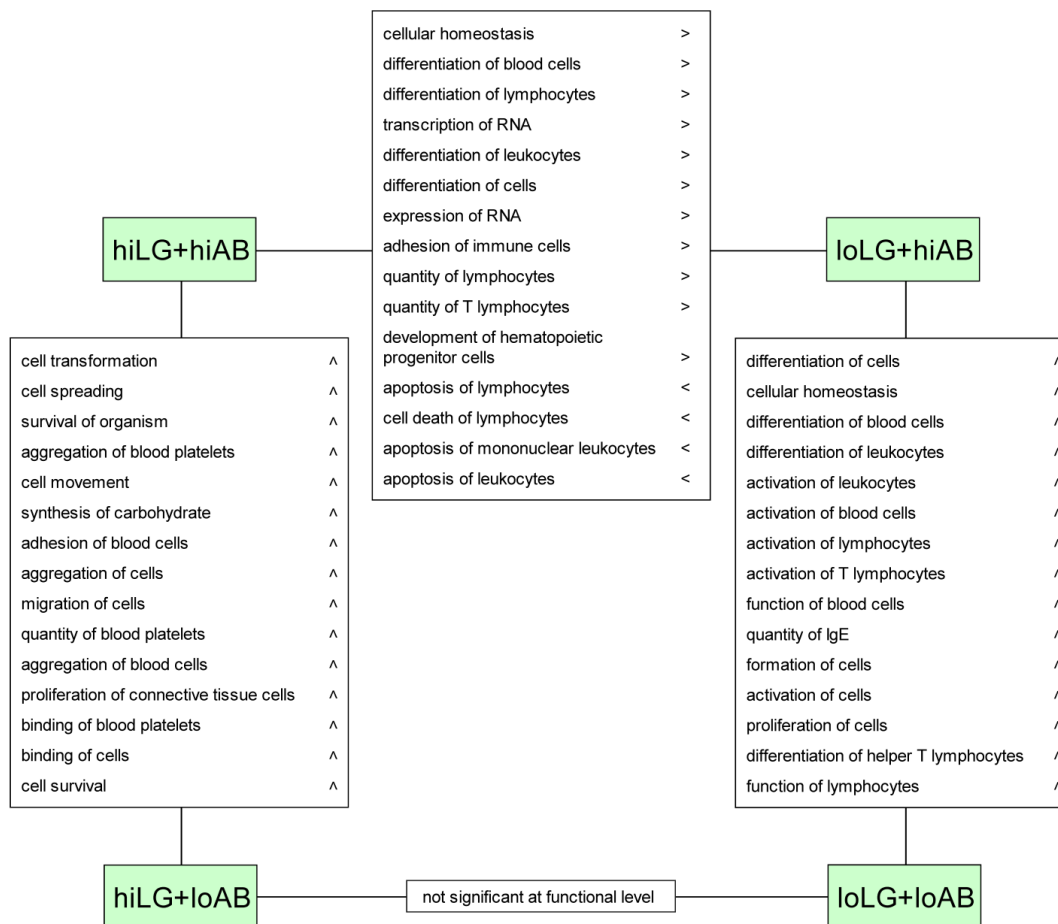 cellular homeostasis >
differentiation of blood cells >
differentiation of lymphocytes >
transcription of RNA >
differentiation of leukocytes >
differentiation of cells >
expression of RNA >
adhesion of immune cells >
quantity of lymphocytes >
quantity of T lymphocytes >
development of hematopoietic
progenitor cells >
apoptosis of lymphocytes <
cell death of lymphocytes <
apoptosis of mononuclear leukocytes <
apoptosis of leukocytes <
hiLG+hiAB
loLG+hiAB
cell transformation ^
cell spreading ^
survival of organism ^
aggregation of blood platelets ^
cell movement ^
synthesis of carbohydrate ^
adhesion of blood cells ^
aggregation of cells ^
migration of cells ^
quantity of blood platelets ^
aggregation of blood cells ^
proliferation of connective tissue cells ^
binding of blood platelets ^
binding of cells ^
cell survival ^
differentiation of cells ^
cellular homeostasis ^
differentiation of blood cells ^
differentiation of leukocytes ^
activation of leukocytes ^
activation of blood cells ^
activation of lymphocytes ^
activation of T lymphocytes ^
function of blood cells ^
quantity of IgE ^
formation of cells ^
activation of cells ^
proliferation of cells ^
differentiation of helper T lymphocytes ^
function of lymphocytes ^
hiLG+loAB
not significant at functional level
loLG+loAB